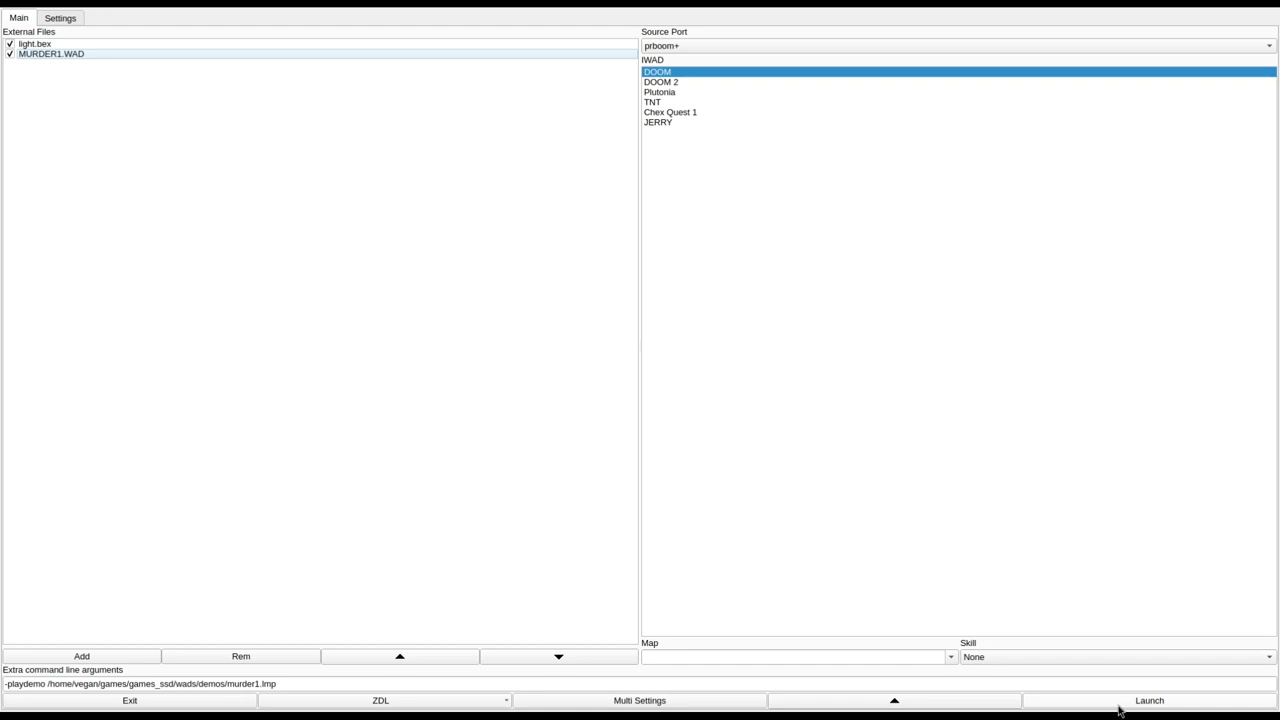 Main Settings
External Files
light.bex
MURDER1.WAD
Source Port
prboom+
IWAD
DOOM
DOOM 2
Plutonia
TNT
Chex Quest 1
JERRY
Map Skill
None
Add Rem
Extra command line arguments
-playdemo /home/vegan/games/games_ssd/wads/demos/murder1.lmp
Exit ZDL Multi Settings Launch